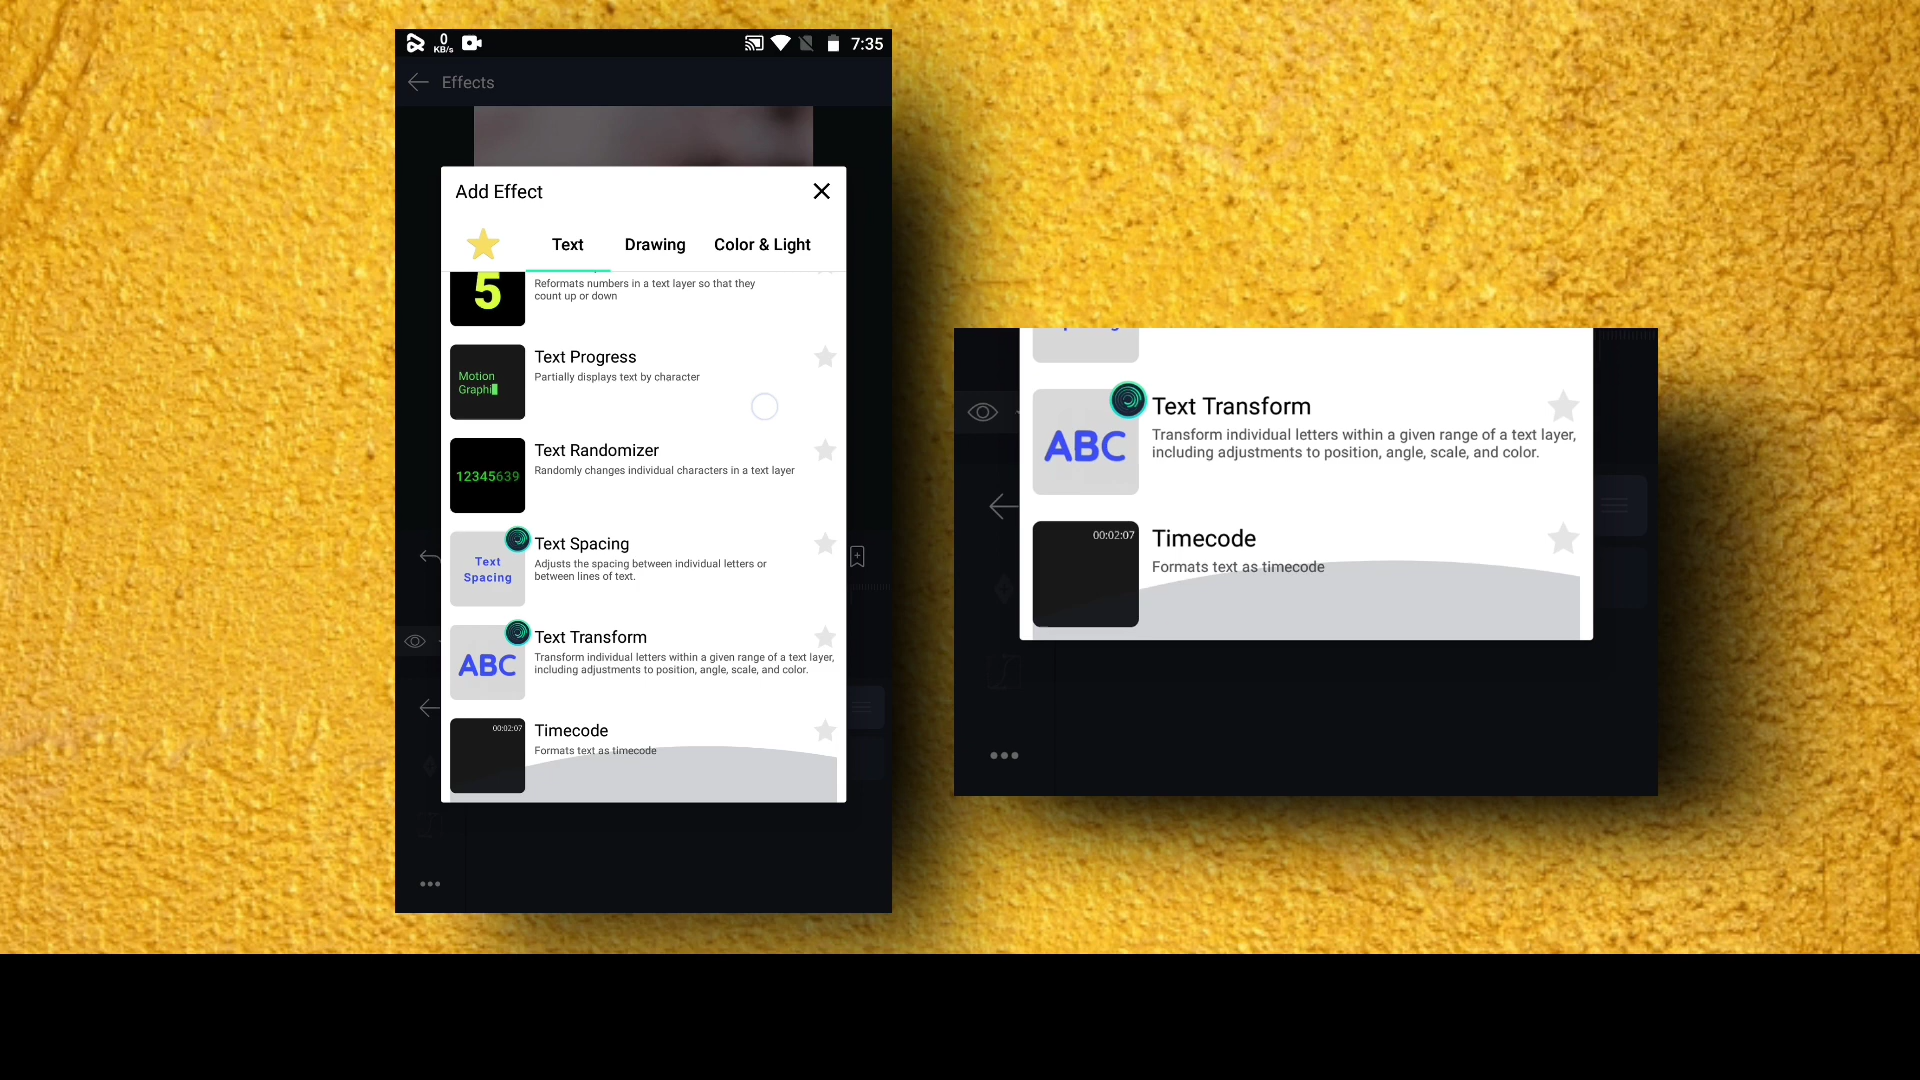 0
KB/s
7:35
Effects
Add Effect
Text
Drawing
Color & Light
5
Reformats numbers in a text layer so that they
count up or down
Motion
Graphi
Text Progress
Partially displays text by character
12345639
Text Randomizer
Randomly changes individual characters in a text layer
Text
Spacing
Text Spacing
Adjusts the spacing between individual letters or
between lines of text.
ABC
Text Transform
Transform individual letters within a given range of a text layer,
including adjustments to position, angle, scale, and color.
00:02:07
Timecode
Formats text as timecode
ABC
Text Transform
Transform individual letters within a given range of a text layer,
including adjustments to position, angle, scale, and color.
00:02:07
Timecode
Formats text as timecode